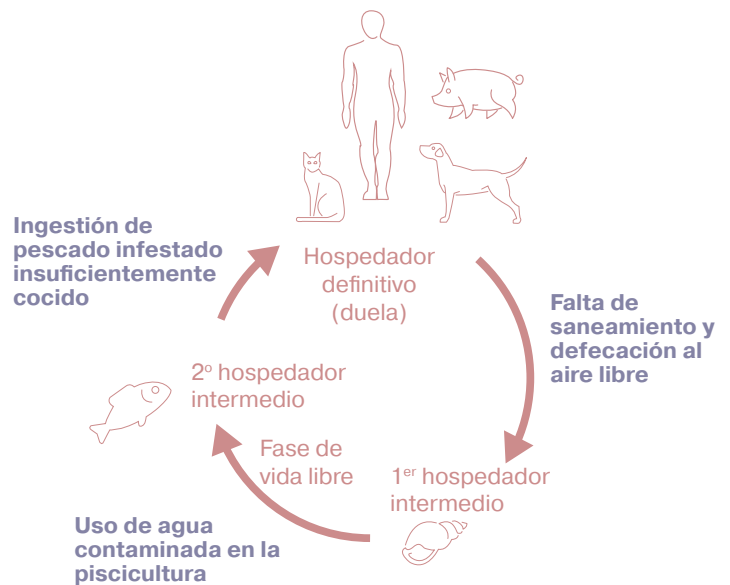 Ingestión de
pescado infestado
insuficientemente
cocido
Hospedador
definitivo
(duela)
Falta de
saneamiento y
defecación al
aire libre
2º hospedador
intermedio
Fase de
vida libre
1er hospedador
intermedio
Uso de agua
contaminada en la
piscicultura